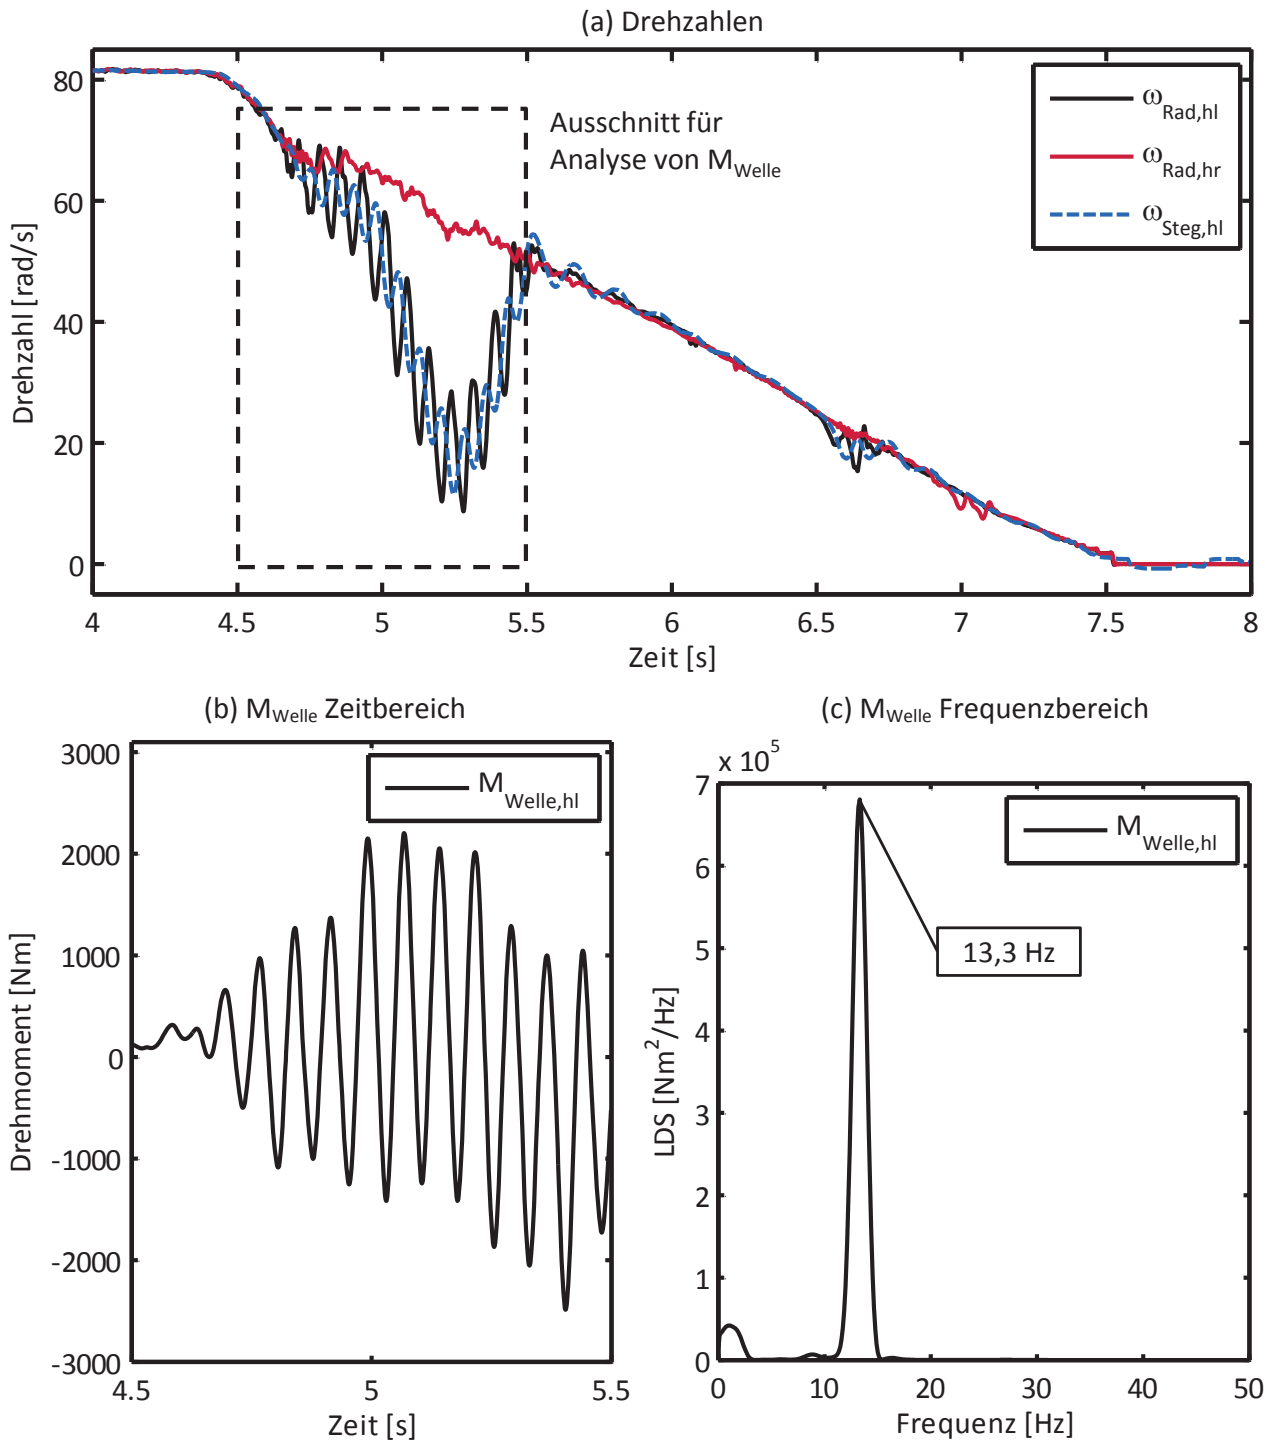 (a) Drehzahlen
Drehzahl [rad/s]
80
60
40
20
0
ω_Rad,hl
ω_Rad,hr
ω_Steg,hl
Ausschnitt für
Analyse von M_Welle
4 4.5 5 5.5 6 6.5 7 7.5 8
Zeit [s]
(b) M_Welle Zeitbereich
Drehmoment [Nm]
3000
2000
1000
0
-1000
-2000
-3000
M_Welle,hl
4.5 5 5.5
Zeit [s]
(c) M_Welle Frequenzbereich
x 10^5
LDS [Nm²/Hz]
7
6
5
4
3
2
1
0
M_Welle,hl
13,3 Hz
0 10 20 30 40 50
Frequenz [Hz]